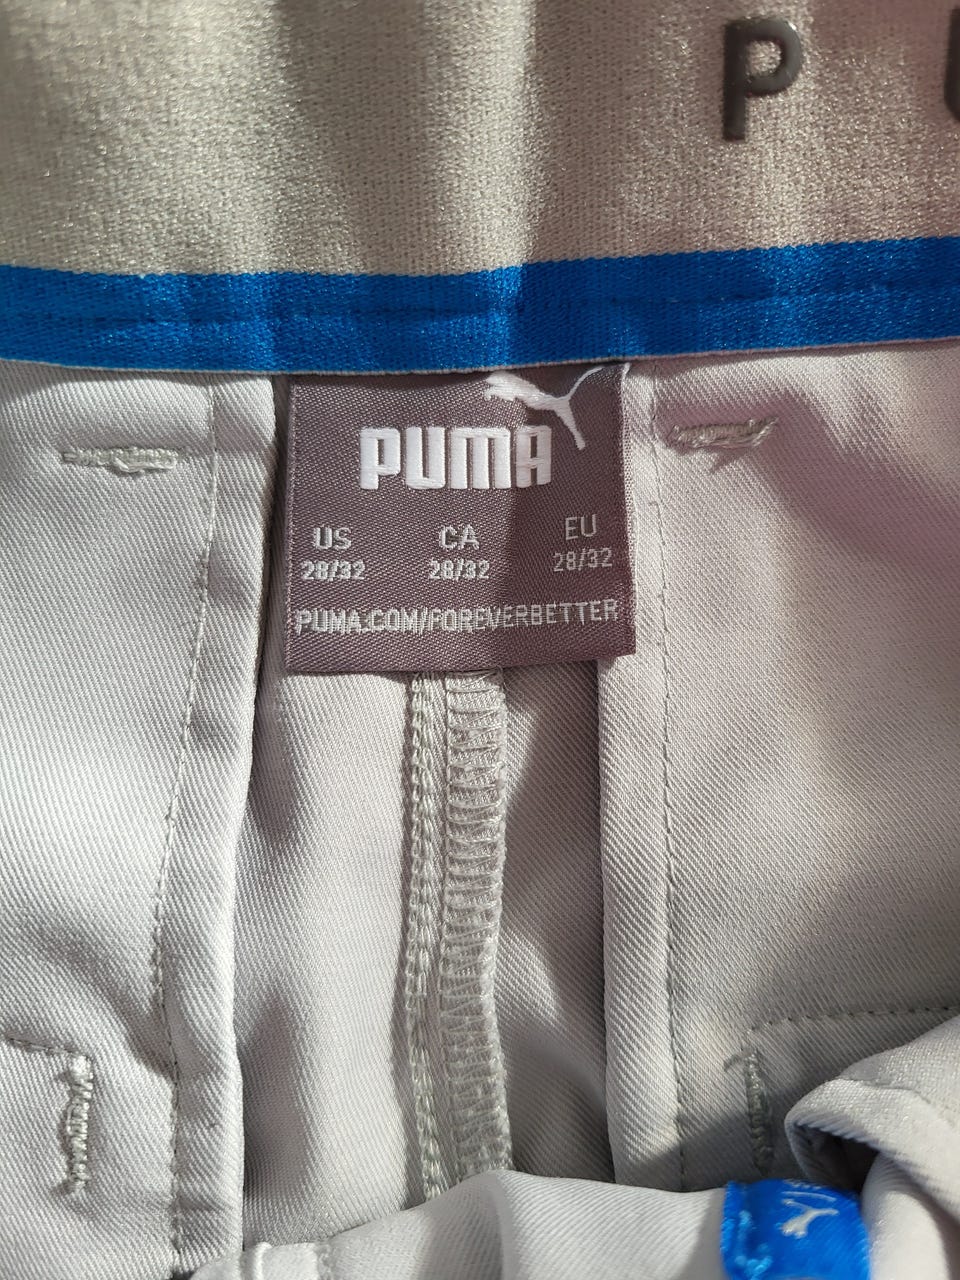 P
PUMA
US CA EU
28/32 28/32 28/32
PUMA.COM/FOREVERBETTER